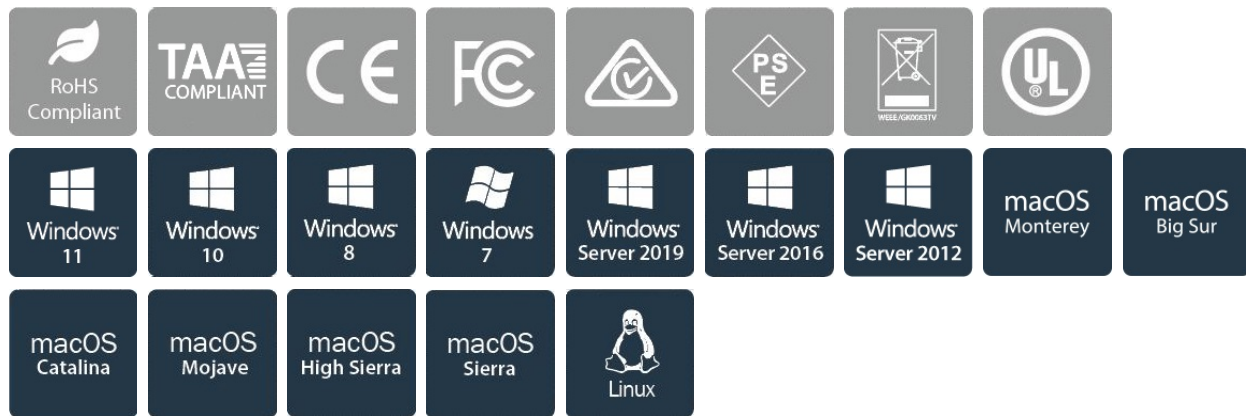 RoHS
Compliant
TAA
COMPLIANT
CE
FC
PS
E
WEEE/GK0063TV
UL
®
Windows
11
Windows
10
Windows
8
Windows
7
Windows
Server 2019
Windows
Server 2016
Windows
Server 2012
macOS
Monterey
macOS
Big Sur
macOS
Catalina
macOS
Mojave
macOS
High Sierra
macOS
Sierra
Linux